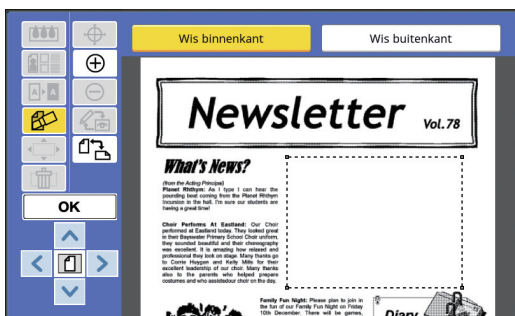 Wis binnenkant
Wis buitenkant
Newsletter Vol.78
What's News?
(from the Acting Principal)
Planet Rhthym: As I type I can hear the
pounding beat coming from the Planet Rhthym
Incursion in the hall. I'm sure our students are
having a great time!
Choir Performs At Eastland: Our Choir
performed at Eastland today. They looked great
in their Bayswater Primary School Choir uniform,
they sounded beautiful and their choreography
was excellent. It is amazing how relaxed and
professional they look on stage. Many thanks go
to Corrie Huygen and Kelly Mills for their
excellent leadership of our choir. Many thanks
also to the parents who helped prepare
costumes and who assistedour choir on the day.
OK
Family Fun Night: Please plan to join in
the fun of our Family Fun Night on Friday
10th December. There will be games,
Diary
A A